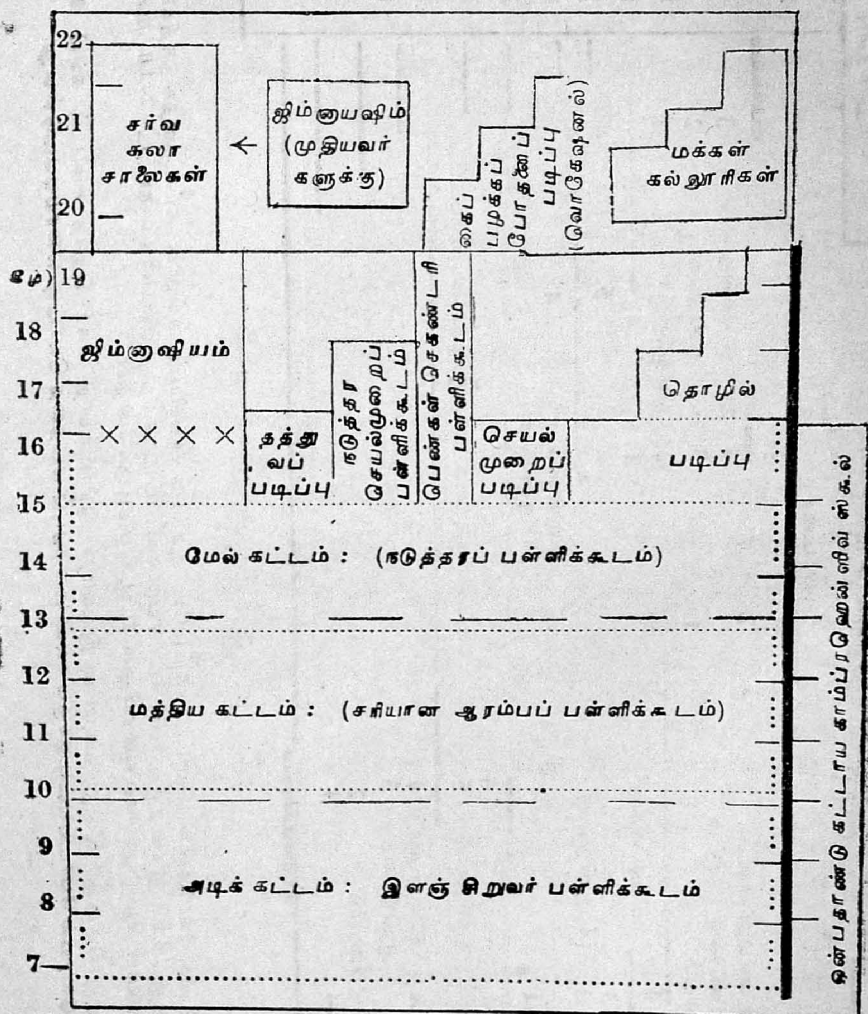 22
21
20
கீழ்) 19
18
17
16
15
14
13
12
11
10
9
8
7
சர்வ
கலா
சாலைகள்
ஜிம்னாயஷிம்
(முதியவர்
களுக்கு)
கைப்
பழக்கப்
போதனைப்
படிப்பு
(வொகேஷனல்)
மக்கள்
கல்லூரிகள்
ஜிம்னாஷியம்
× × × ×
தத்து
வப்
படிப்பு
நடுத்தர
செயல்முறைப்
பள்ளிக்கூடம்
பெண்கள் செகண்டரி
பள்ளிக்கூடம்
செயல்
முறைப்
படிப்பு
தொழில்
படிப்பு
மேல் கட்டம் : (நடுத்தரப் பள்ளிக்கூடம்)
மத்திய கட்டம் : (சரியான ஆரம்பப் பள்ளிக்கூடம்)
அடிக் கட்டம் : இளஞ் சிறுவர் பள்ளிக்கூடம்
ஒன்பதாண்டு கட்டாய காம்ப்ரஹென்ஸிவ் ஸ்கூல்